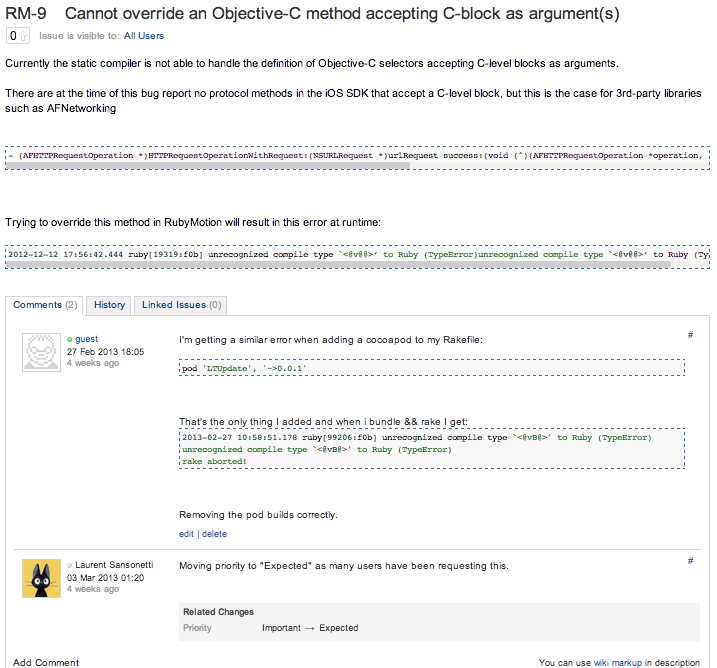 RM-9 Cannot override an Objective-C method accepting C-block as argument(s)
0 Issue is visible to: All Users
Currently the static compiler is not able to handle the definition of Objective-C selectors accepting C-level blocks as arguments.
There are at the time of this bug report no protocol methods in the iOS SDK that accept a C-level block, but this is the case for 3rd-party libraries
such as AFNetworking
- (AFHTTPRequestOperation *)HTTPRequestOperationWithRequest:(NSURLRequest *)urlRequest success:(void (^)(AFHTTPRequestOperation *operation,
Trying to override this method in RubyMotion will result in this error at runtime:
2012-12-12 17:56:42.444 ruby[19319:f0b] unrecognized compile type `<@v@@>' to Ruby (TypeError)unrecognized compile type `<@v@@>' to Ruby (Ty
Comments (2) History Linked Issues (0)
guest
27 Feb 2013 18:05
4 weeks ago
I'm getting a similar error when adding a cocoapod to my Rakefile:
#
pod 'LTUpdate', '~>0.0.1'
That's the only thing I added and when i bundle && rake I get:
2013-02-27 10:58:51.178 ruby[99206:f0b] unrecognized compile type `<@vB@>' to Ruby (TypeError)
unrecognized compile type `<@vB@>' to Ruby (TypeError)
rake aborted!
Removing the pod builds correctly.
edit | delete
Laurent Sansonetti
03 Mar 2013 01:20
4 weeks ago
Moving priority to "Expected" as many users have been requesting this.
#
Related Changes
Priority Important → Expected
Add Comment You can use wiki markup in description